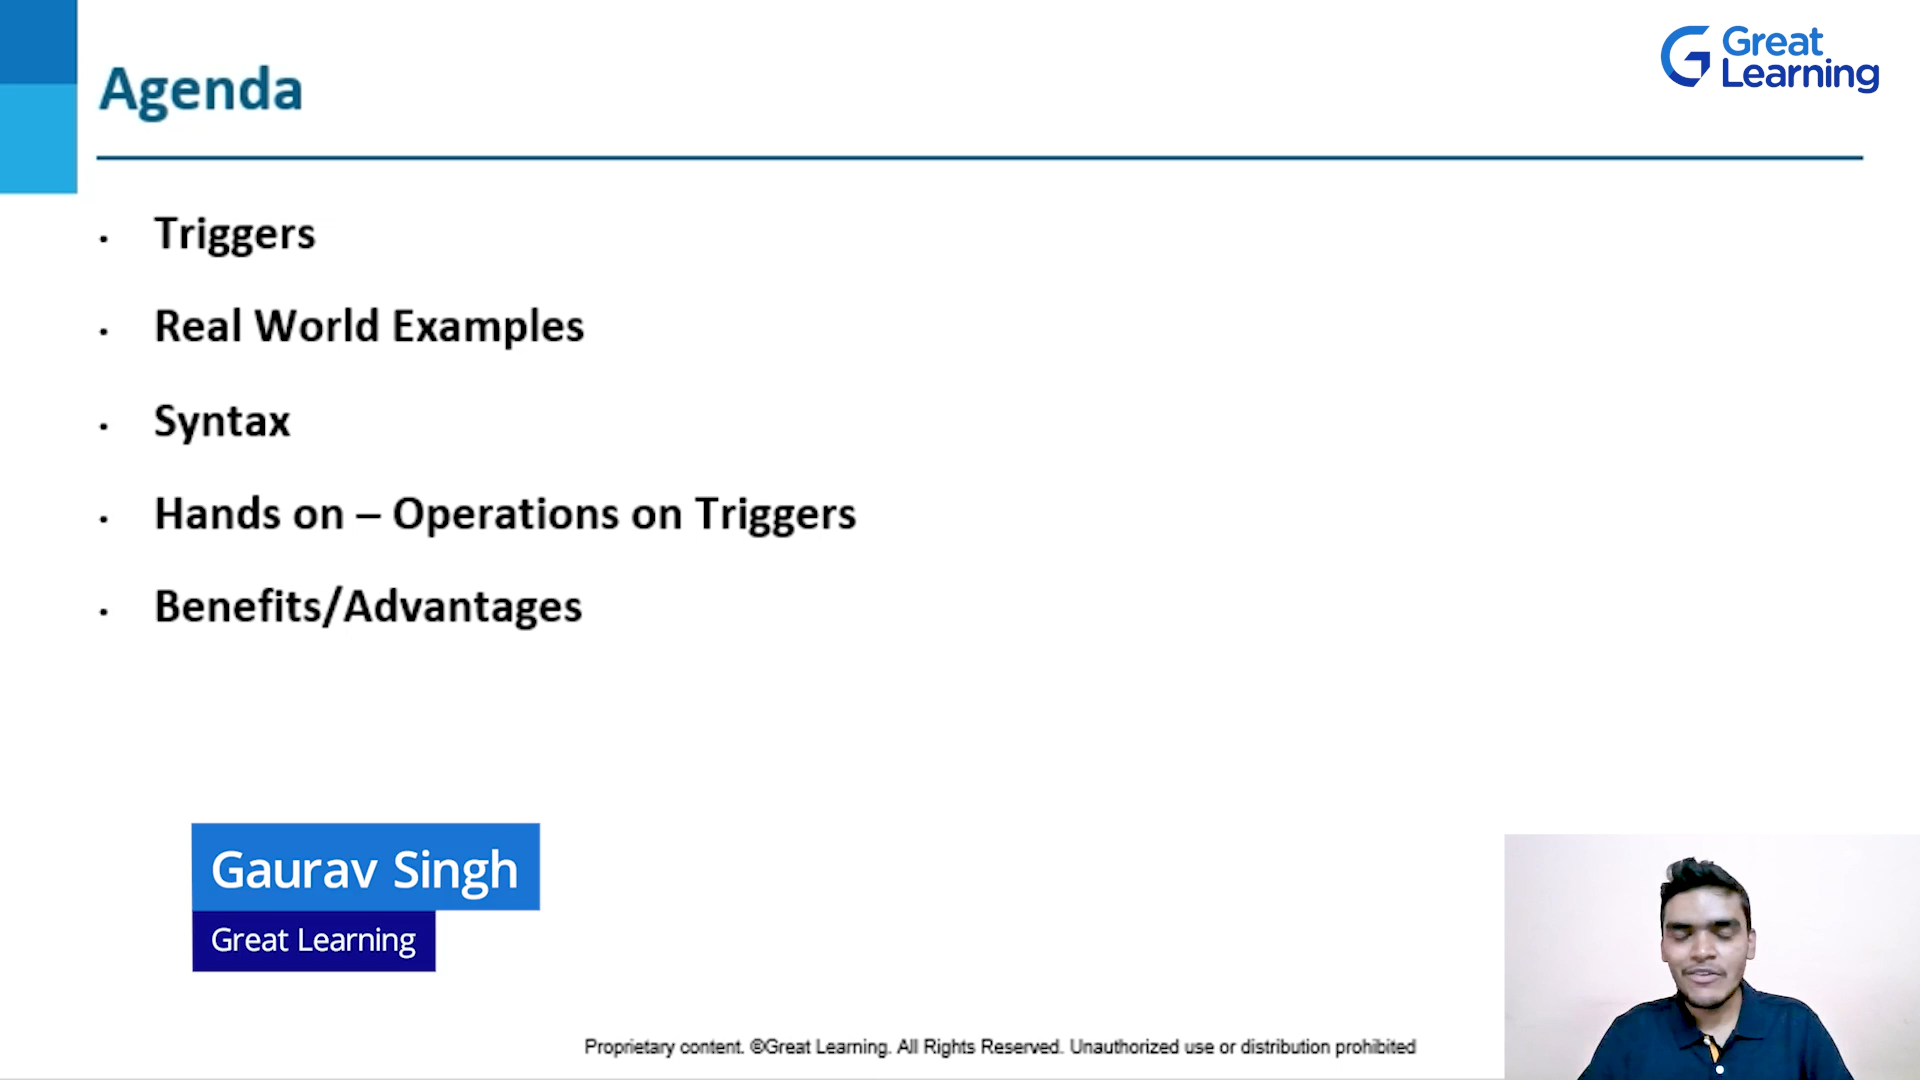 Great
Learning
Agenda
• Triggers
• Real World Examples
• Syntax
• Hands on – Operations on Triggers
• Benefits/Advantages
Gaurav Singh
Great Learning
Proprietary content. ©Great Learning. All Rights Reserved. Unauthorized use or distribution prohibited